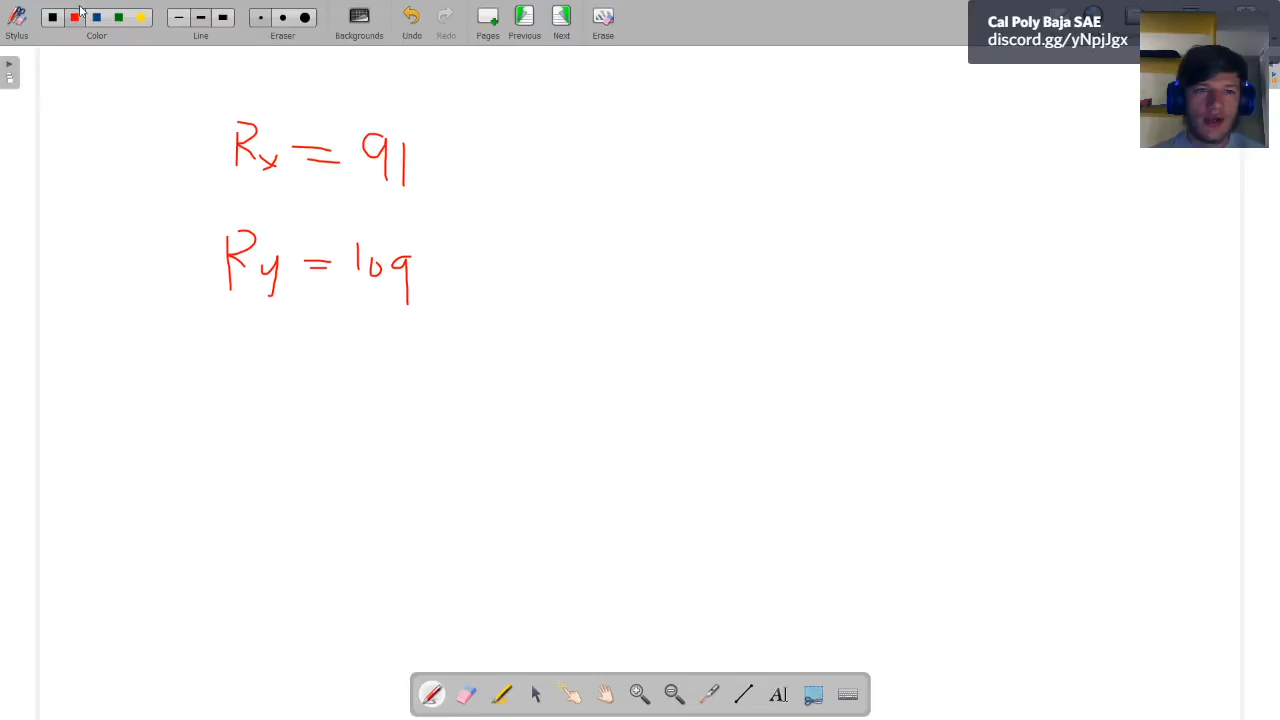 Stylus
Color
Line
Eraser
Backgrounds
Undo
Redo
Pages
Previous
Next
Erase
Cal Poly Baja SAE
discord.gg/yNpjJgx
Rx = 91
Ry = 109
AI